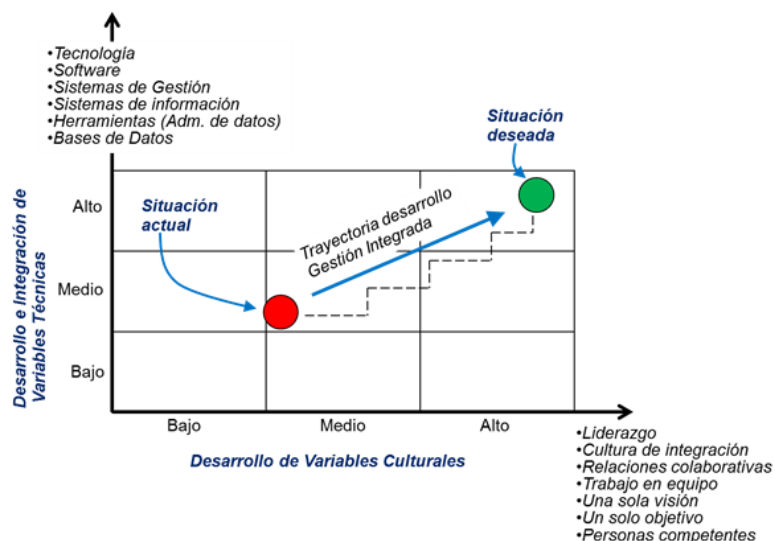 •Tecnología
•Software
•Sistemas de Gestión
•Sistemas de información
•Herramientas (Adm. de datos)
•Bases de Datos
Situación
deseada
Situación
actual
Trayectoria desarrollo
Gestión Integrada
Desarrollo e Integración de
Variables Técnicas
Alto
Medio
Bajo
Bajo
Medio
Alto
Desarrollo de Variables Culturales
•Liderazgo
•Cultura de integración
•Relaciones colaborativas
•Trabajo en equipo
•Una sola visión
•Un solo objetivo
•Personas competentes